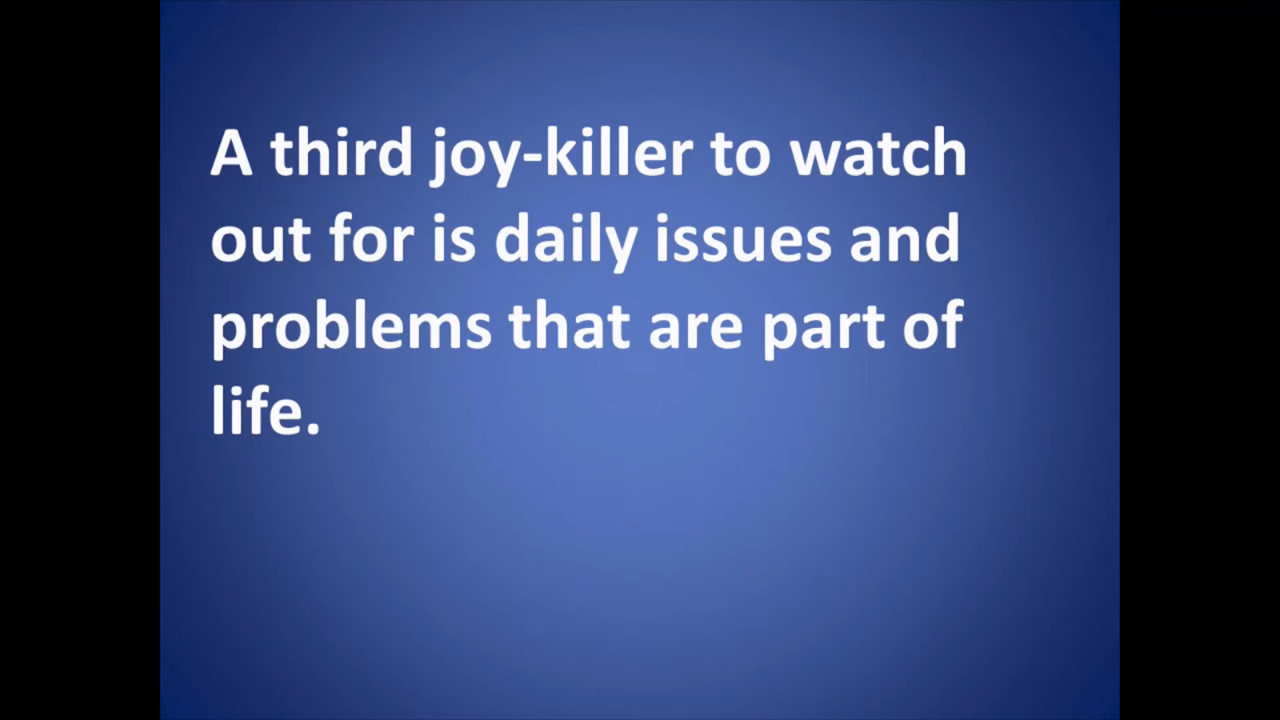 A third joy-killer to watch
out for is daily issues and
problems that are part of
life.